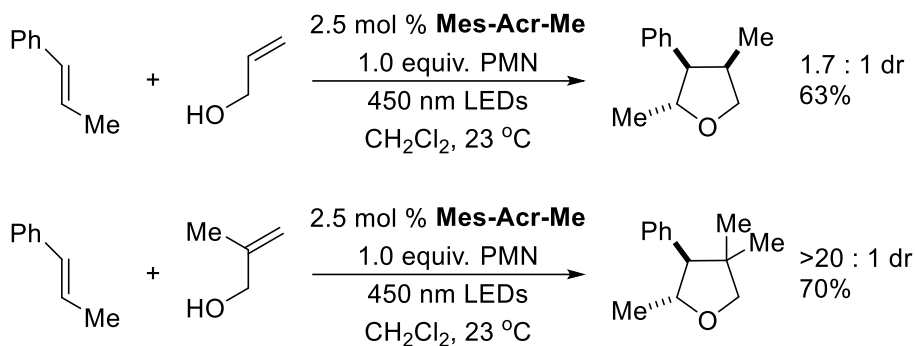 2.5 mol % Mes-Acr-Me
Ph
Me
+
HO
1.0 equiv. PMN
450 nm LEDs
CH₂Cl₂, 23 °C
Ph
Me
Me
O
1.7 : 1 dr
63%
2.5 mol % Mes-Acr-Me
Ph
Me
+
Me
HO
1.0 equiv. PMN
450 nm LEDs
CH₂Cl₂, 23 °C
Ph
Me
Me
Me
O
>20 : 1 dr
70%